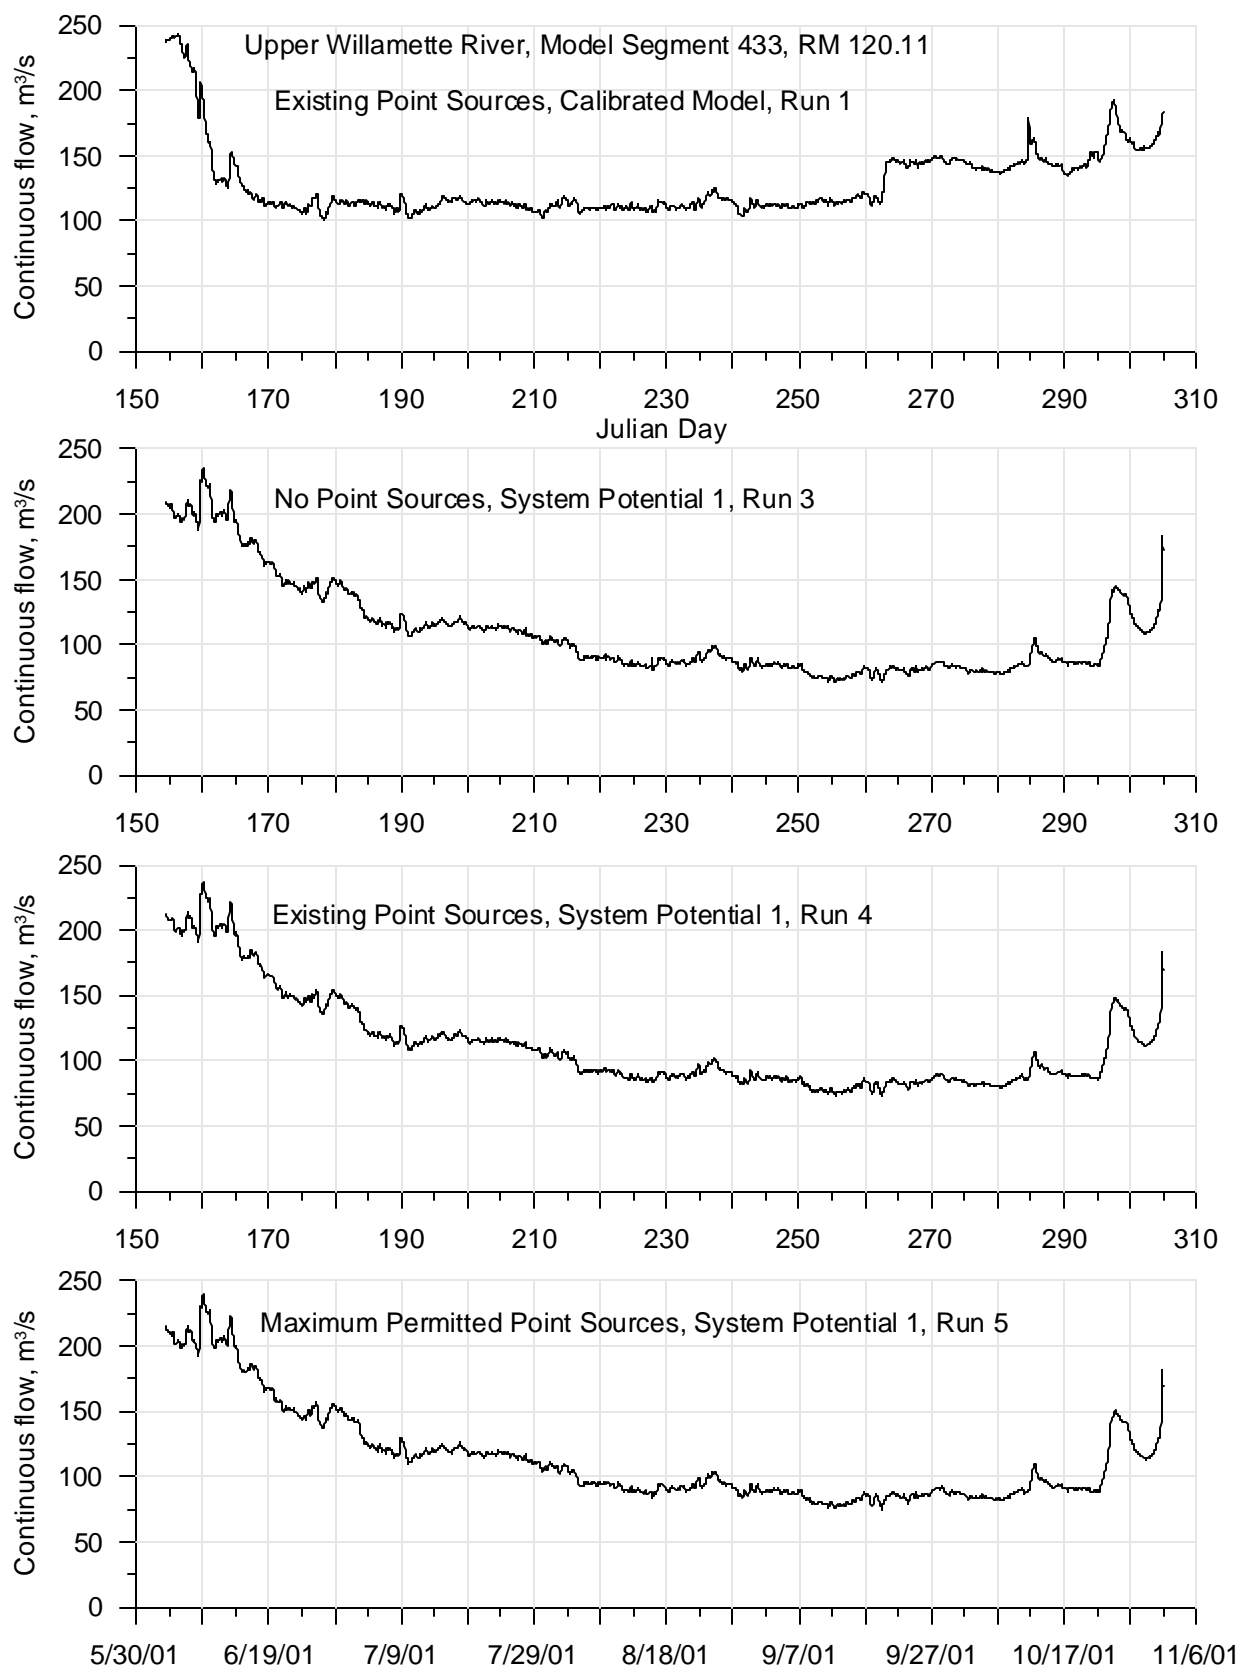 250
200
150
100
50
0
Continuous flow, m³/s
Upper Willamette River, Model Segment 433, RM 120.11
Existing Point Sources, Calibrated Model, Run 1
150 170 190 210 230 250 270 290 310
Julian Day
250
200
150
100
50
0
Continuous flow, m³/s
No Point Sources, System Potential 1, Run 3
150 170 190 210 230 250 270 290 310
250
200
150
100
50
0
Continuous flow, m³/s
Existing Point Sources, System Potential 1, Run 4
150 170 190 210 230 250 270 290 310
250
200
150
100
50
0
Continuous flow, m³/s
Maximum Permitted Point Sources, System Potential 1, Run 5
5/30/01 6/19/01 7/9/01 7/29/01 8/18/01 9/7/01 9/27/01 10/17/01 11/6/01